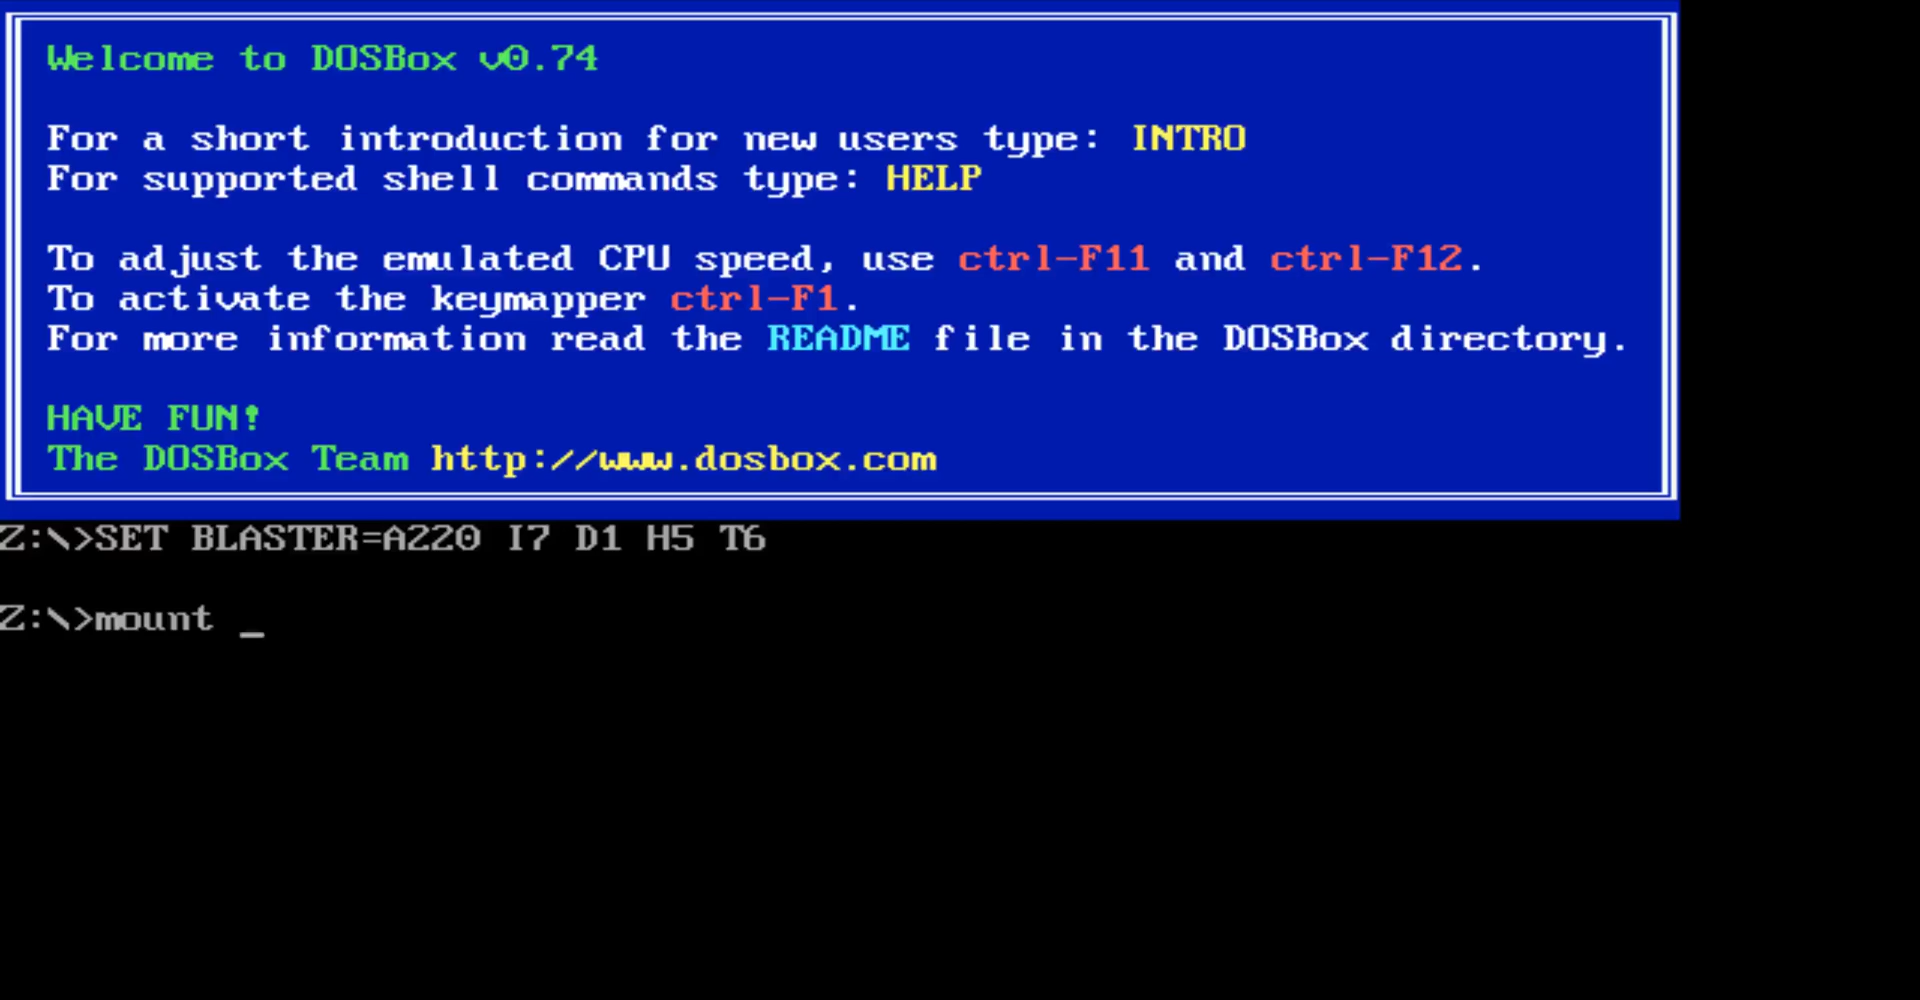 Welcome to DOSBox v0.74
For a short introduction for new users type: INTRO
For supported shell commands type: HELP
To adjust the emulated CPU speed, use ctrl-F11 and ctrl-F12.
To activate the keymapper ctrl-F1.
For more information read the README file in the DOSBox directory.
HAVE FUN!
The DOSBox Team http://www.dosbox.com
Z:\>SET BLASTER=A220 I7 D1 H5 T6
Z:\>mount _